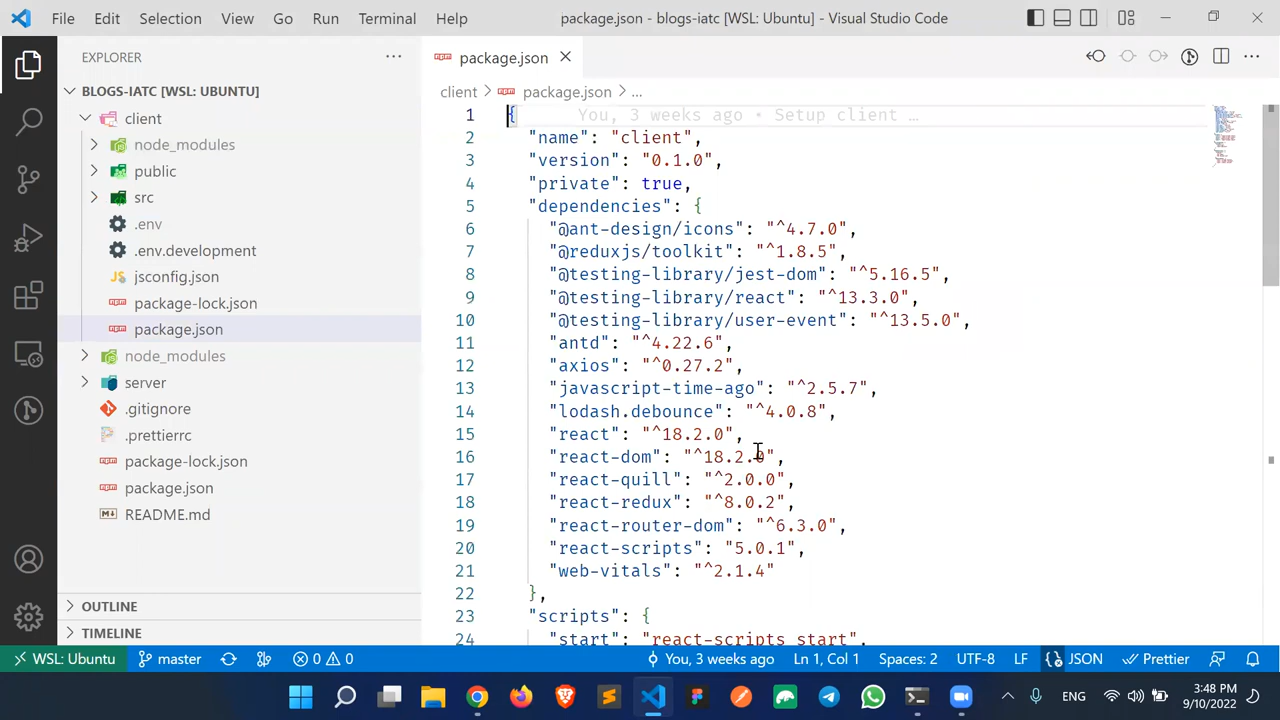 File Edit Selection View Go Run Terminal Help package.json - blogs-iatc [WSL: Ubuntu] - Visual Studio Code
EXPLORER
package.json
BLOGS-IATC [WSL: UBUNTU]
client
node_modules
public
src
.env
.env.development
jsconfig.json
package-lock.json
package.json
node_modules
server
.gitignore
.prettierrc
package-lock.json
package.json
README.md
OUTLINE
TIMELINE
client > package.json > ...
1 { You, 3 weeks ago • Setup client …
2 "name": "client",
3 "version": "0.1.0",
4 "private": true,
5 "dependencies": {
6 "@ant-design/icons": "^4.7.0",
7 "@reduxjs/toolkit": "^1.8.5",
8 "@testing-library/jest-dom": "^5.16.5",
9 "@testing-library/react": "^13.3.0",
10 "@testing-library/user-event": "^13.5.0",
11 "antd": "^4.22.6",
12 "axios": "^0.27.2",
13 "javascript-time-ago": "^2.5.7",
14 "lodash.debounce": "^4.0.8",
15 "react": "^18.2.0",
16 "react-dom": "^18.2.0",
17 "react-quill": "^2.0.0",
18 "react-redux": "^8.0.2",
19 "react-router-dom": "^6.3.0",
20 "react-scripts": "5.0.1",
21 "web-vitals": "^2.1.4"
22 },
23 "scripts": {
24 "start": "react-scripts start",
WSL: Ubuntu master 0 0 You, 3 weeks ago Ln 1, Col 1 Spaces: 2 UTF-8 LF JSON Prettier
ENG 3:48 PM
9/10/2022